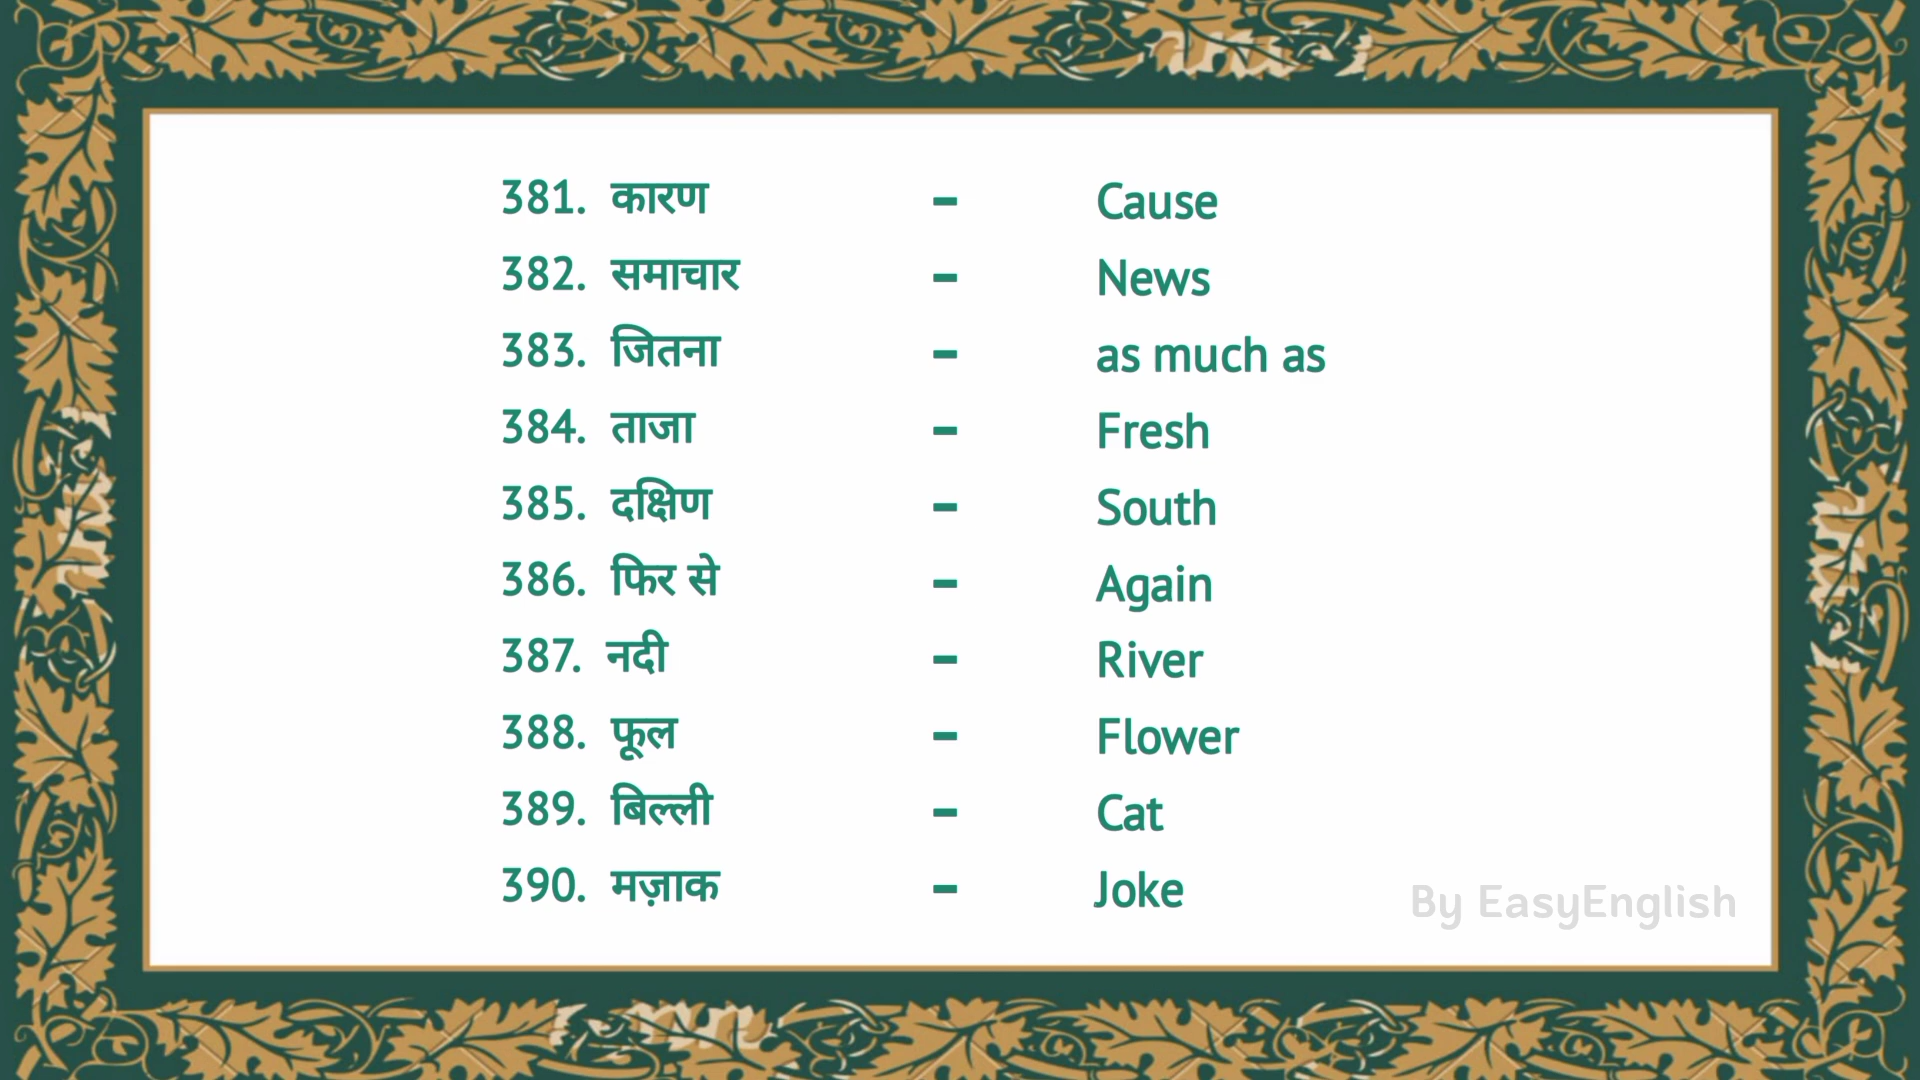 381. कारण - Cause
382. समाचार - News
383. जितना - as much as
384. ताजा - Fresh
385. दक्षिण - South
386. फिर से - Again
387. नदी - River
388. फूल - Flower
389. बिल्ली - Cat
390. मज़ाक - Joke
By EasyEnglish